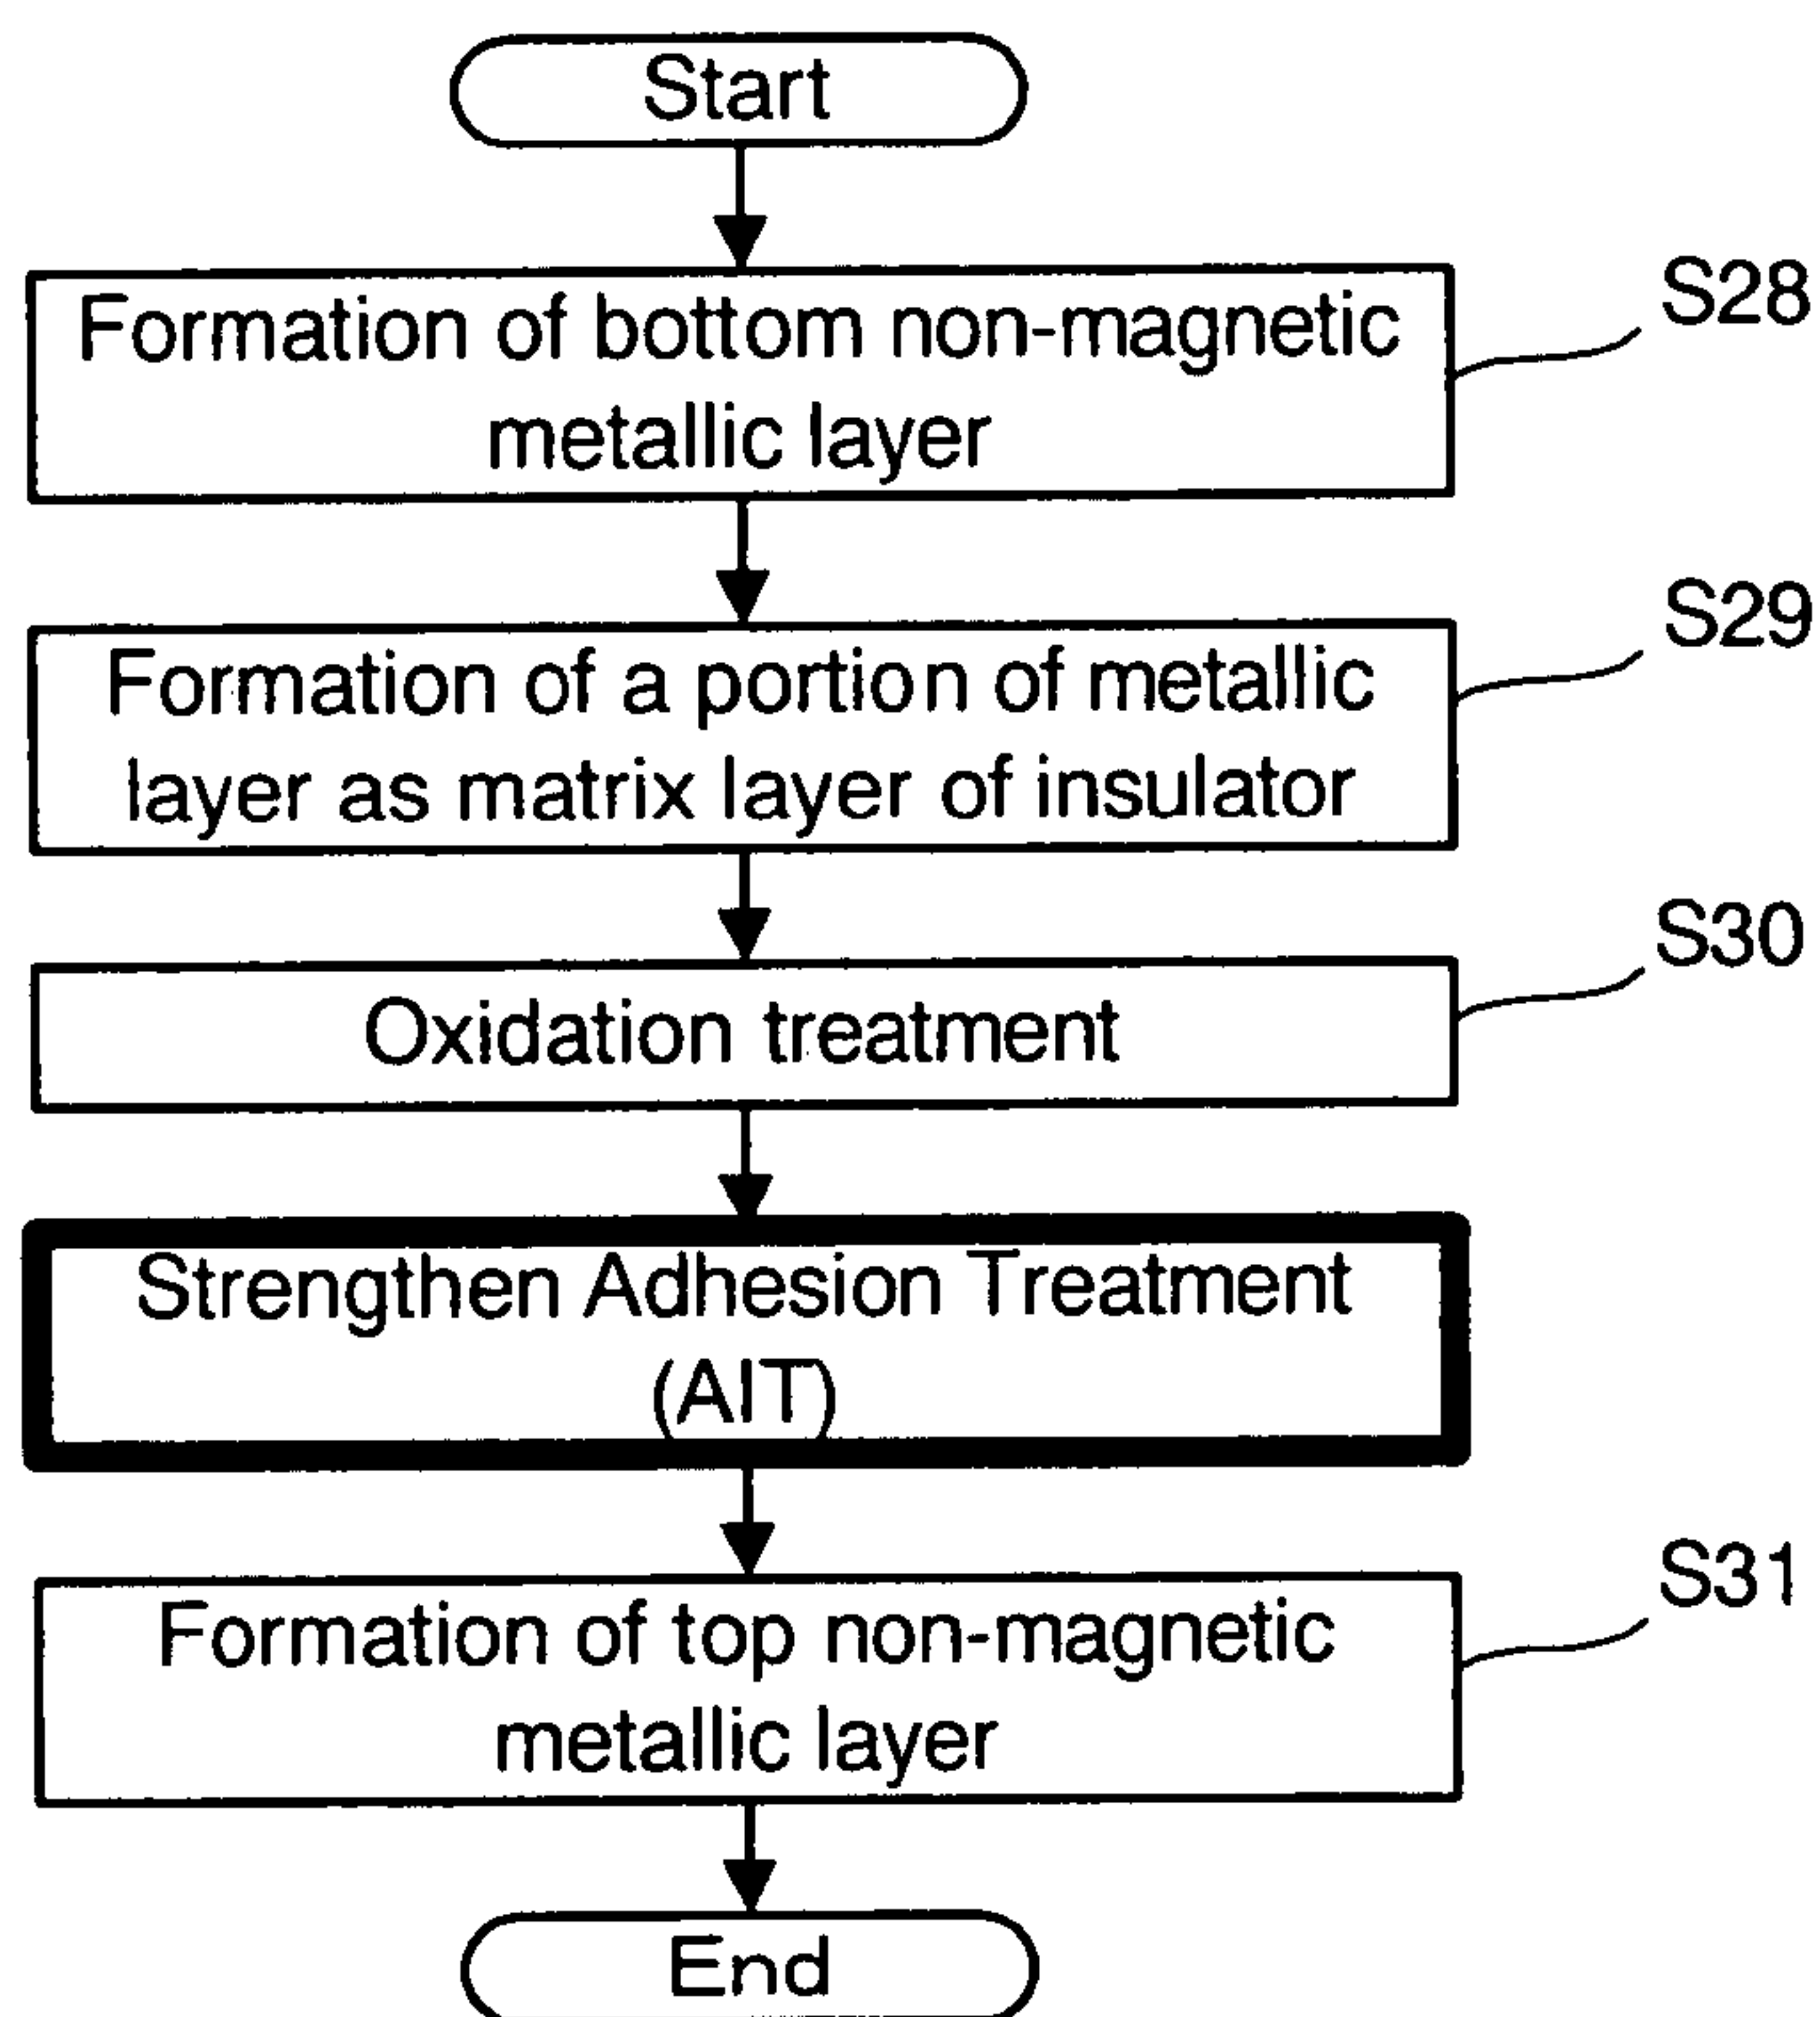 Start
Formation of bottom non-magnetic
metallic layer
S28
Formation of a portion of metallic
layer as matrix layer of insulator
S29
Oxidation treatment
S30
Strengthen Adhesion Treatment
(AIT)
Formation of top non-magnetic
metallic layer
S31
End